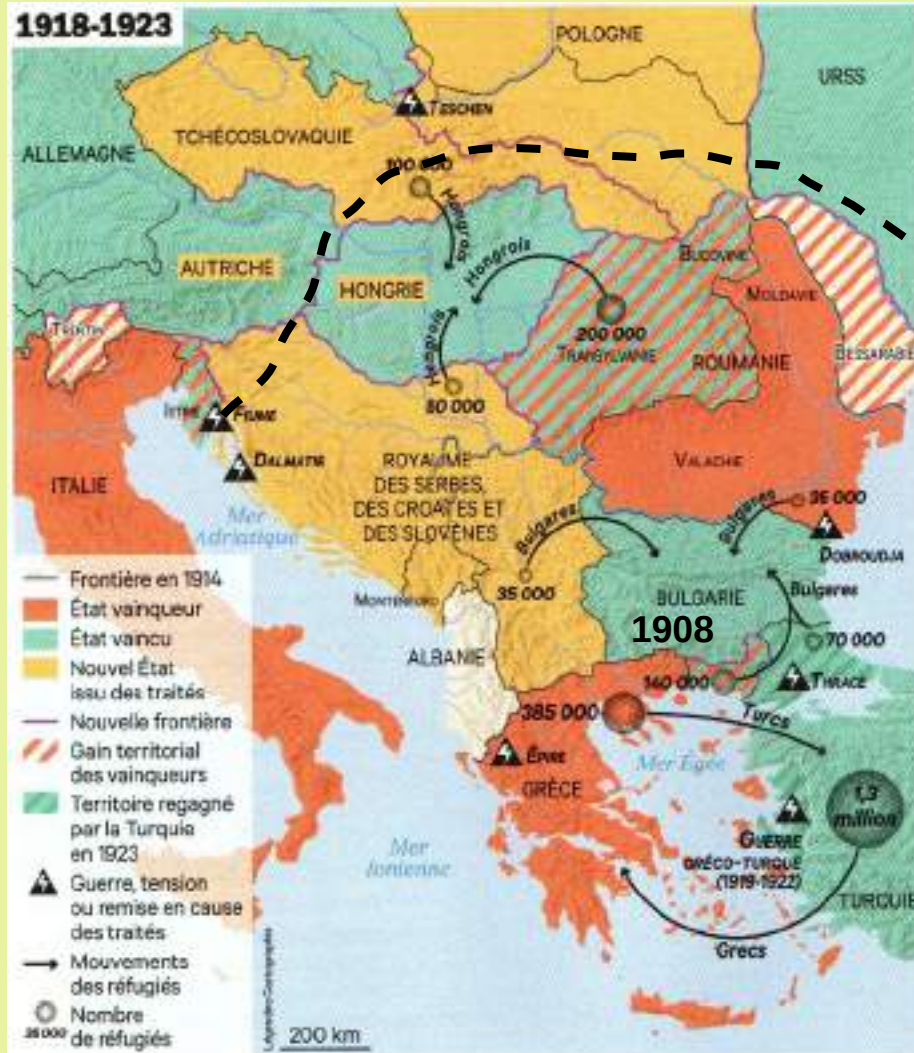 1918-1923
POLOGNE
URSS
TESCHEN
TCHÉCOSLOVAQUIE
ALLEMAGNE
100 000
Hongrois
AUTRICHE
HONGRIE
Hongrois
BUCOVINE
MOLDAVIE
TRENTIN
200 000
TRANSYLVANIE
ROUMANIE
BESSARABIE
Hongrois
80 000
ISTRIE
FIUME
DALMATIE
ITALIE
ROYAUME
DES SERBES,
DES CROATES ET
DES SLOVÈNES
VALACHIE
Mer
Adriatique
Bulgares
Bulgares
DOBROUDJA
35 000
MONTÉNÉGRO
BULGARIE
Bulgares
1908
70 000
ALBANIE
140 000
THRACE
385 000
Turcs
ÉPIRE
Mer Égée
GRÈCE
1,3
million
GUERRE
GRÉCO-TURQUE
(1919-1922)
Mer
Ionienne
TURQUIE
Grecs
Frontière en 1914
État vainqueur
État vaincu
Nouvel État
issu des traités
Nouvelle frontière
Gain territorial
des vainqueurs
Territoire regagné
par la Turquie
en 1923
Guerre, tension
ou remise en cause
des traités
Mouvements
des réfugiés
Nombre
de réfugiés
35 000
200 km
Légendes Cartographie